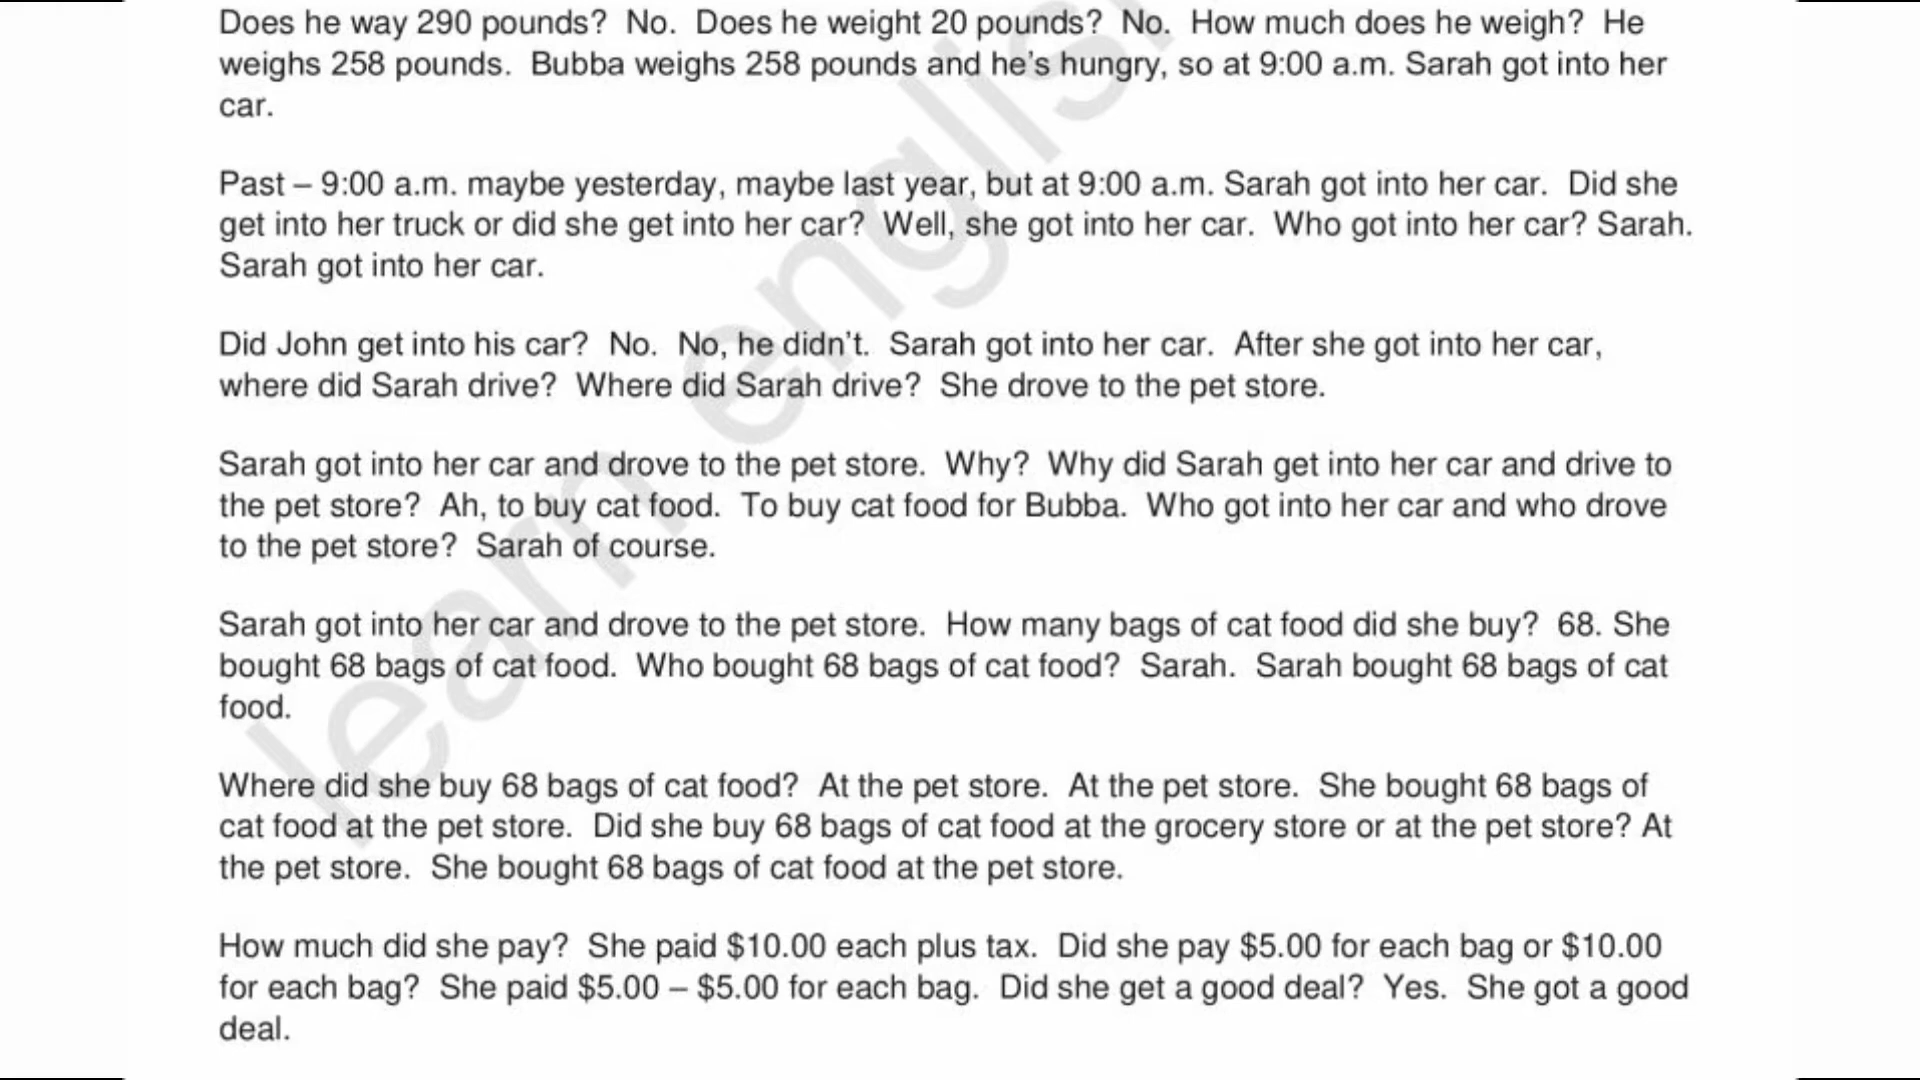 Does he way 290 pounds?  No.  Does he weight 20 pounds?  No.  How much does he weigh?  He
weighs 258 pounds.  Bubba weighs 258 pounds and he's hungry, so at 9:00 a.m. Sarah got into her
car.
Past – 9:00 a.m. maybe yesterday, maybe last year, but at 9:00 a.m. Sarah got into her car.  Did she
get into her truck or did she get into her car?  Well, she got into her car.  Who got into her car? Sarah.
Sarah got into her car.
Did John get into his car?  No.  No, he didn't.  Sarah got into her car.  After she got into her car,
where did Sarah drive?  Where did Sarah drive?  She drove to the pet store.
Sarah got into her car and drove to the pet store.  Why?  Why did Sarah get into her car and drive to
the pet store?  Ah, to buy cat food.  To buy cat food for Bubba.  Who got into her car and who drove
to the pet store?  Sarah of course.
Sarah got into her car and drove to the pet store.  How many bags of cat food did she buy?  68. She
bought 68 bags of cat food.  Who bought 68 bags of cat food?  Sarah.  Sarah bought 68 bags of cat
food.
Where did she buy 68 bags of cat food?  At the pet store.  At the pet store.  She bought 68 bags of
cat food at the pet store.  Did she buy 68 bags of cat food at the grocery store or at the pet store? At
the pet store.  She bought 68 bags of cat food at the pet store.
How much did she pay?  She paid $10.00 each plus tax.  Did she pay $5.00 for each bag or $10.00
for each bag?  She paid $5.00 – $5.00 for each bag.  Did she get a good deal?  Yes.  She got a good
deal.
learn english